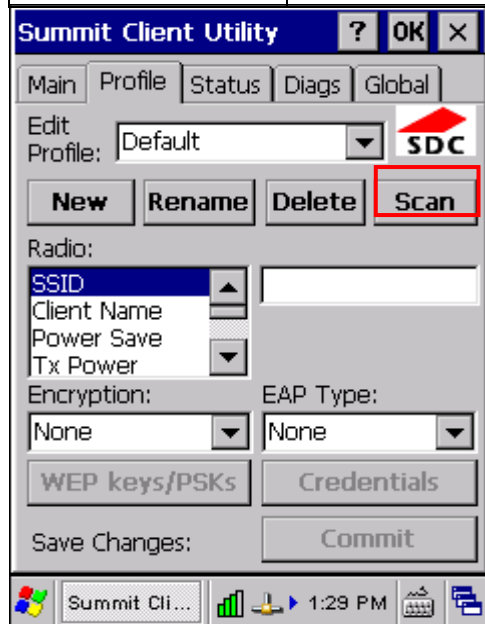 Summit Client Utility ? OK ×
Main Profile Status Diags Global
Edit
Profile: Default
SDC
New Rename Delete Scan
Radio:
SSID
Client Name
Power Save
Tx Power
Encryption: EAP Type:
None None
WEP keys/PSKs Credentials
Save Changes: Commit
Summit Cli... 1:29 PM